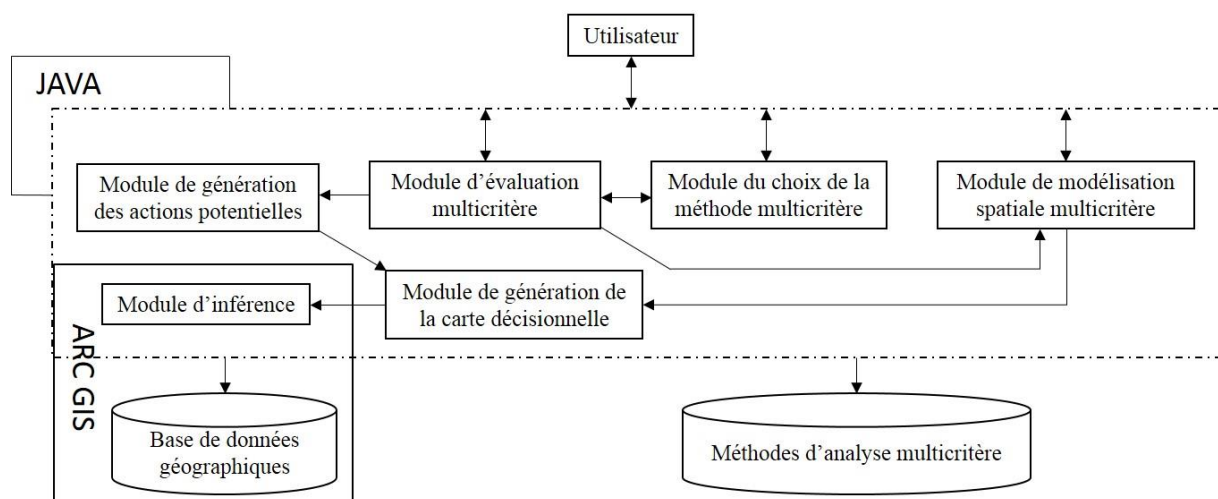 Utilisateur
JAVA
Module de génération
des actions potentielles
Module d’évaluation
multicritère
Module du choix de la
méthode multicritère
Module de modélisation
spatiale multicritère
Module d’inférence
Module de génération de
la carte décisionnelle
ARC GIS
Base de données
géographiques
Méthodes d’analyse multicritère